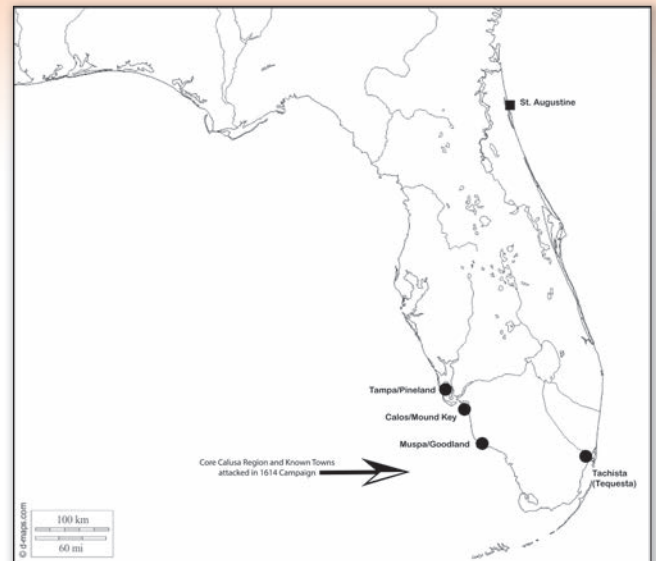 St. Augustine
Tampa/Pineland
Calos/Mound Key
Muspa/Goodland
Core Calusa Region and Known Towns
attacked in 1614 Campaign
Tachista
(Tequesta)
100 km
60 mi
© d-maps.com